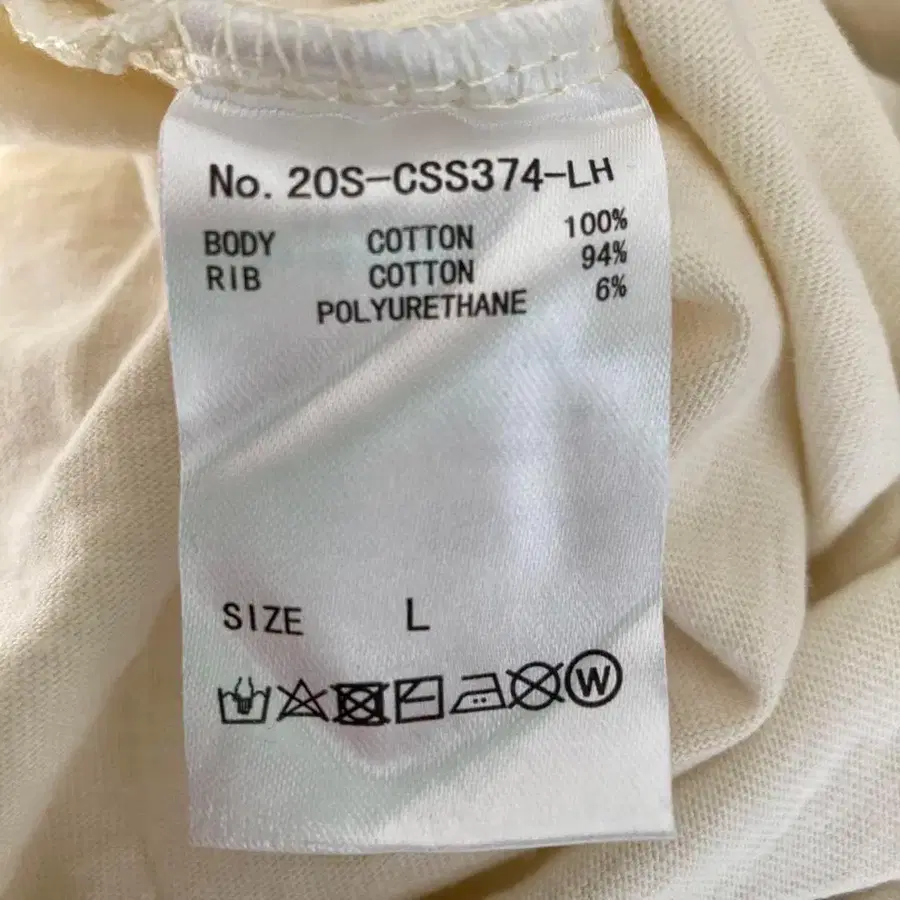 No. 20S-CSS374-LH
BODY COTTON 100%
RIB COTTON 94%
POLYURETHANE 6%
SIZE L
W